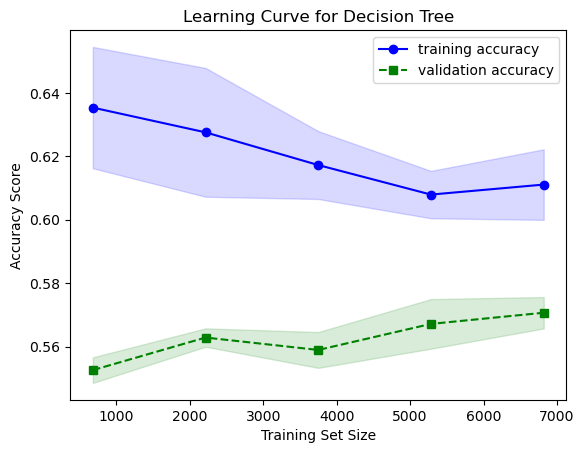 Learning Curve for Decision Tree
training accuracy
validation accuracy
Accuracy Score
0.64
0.62
0.60
0.58
0.56
1000 2000 3000 4000 5000 6000 7000
Training Set Size